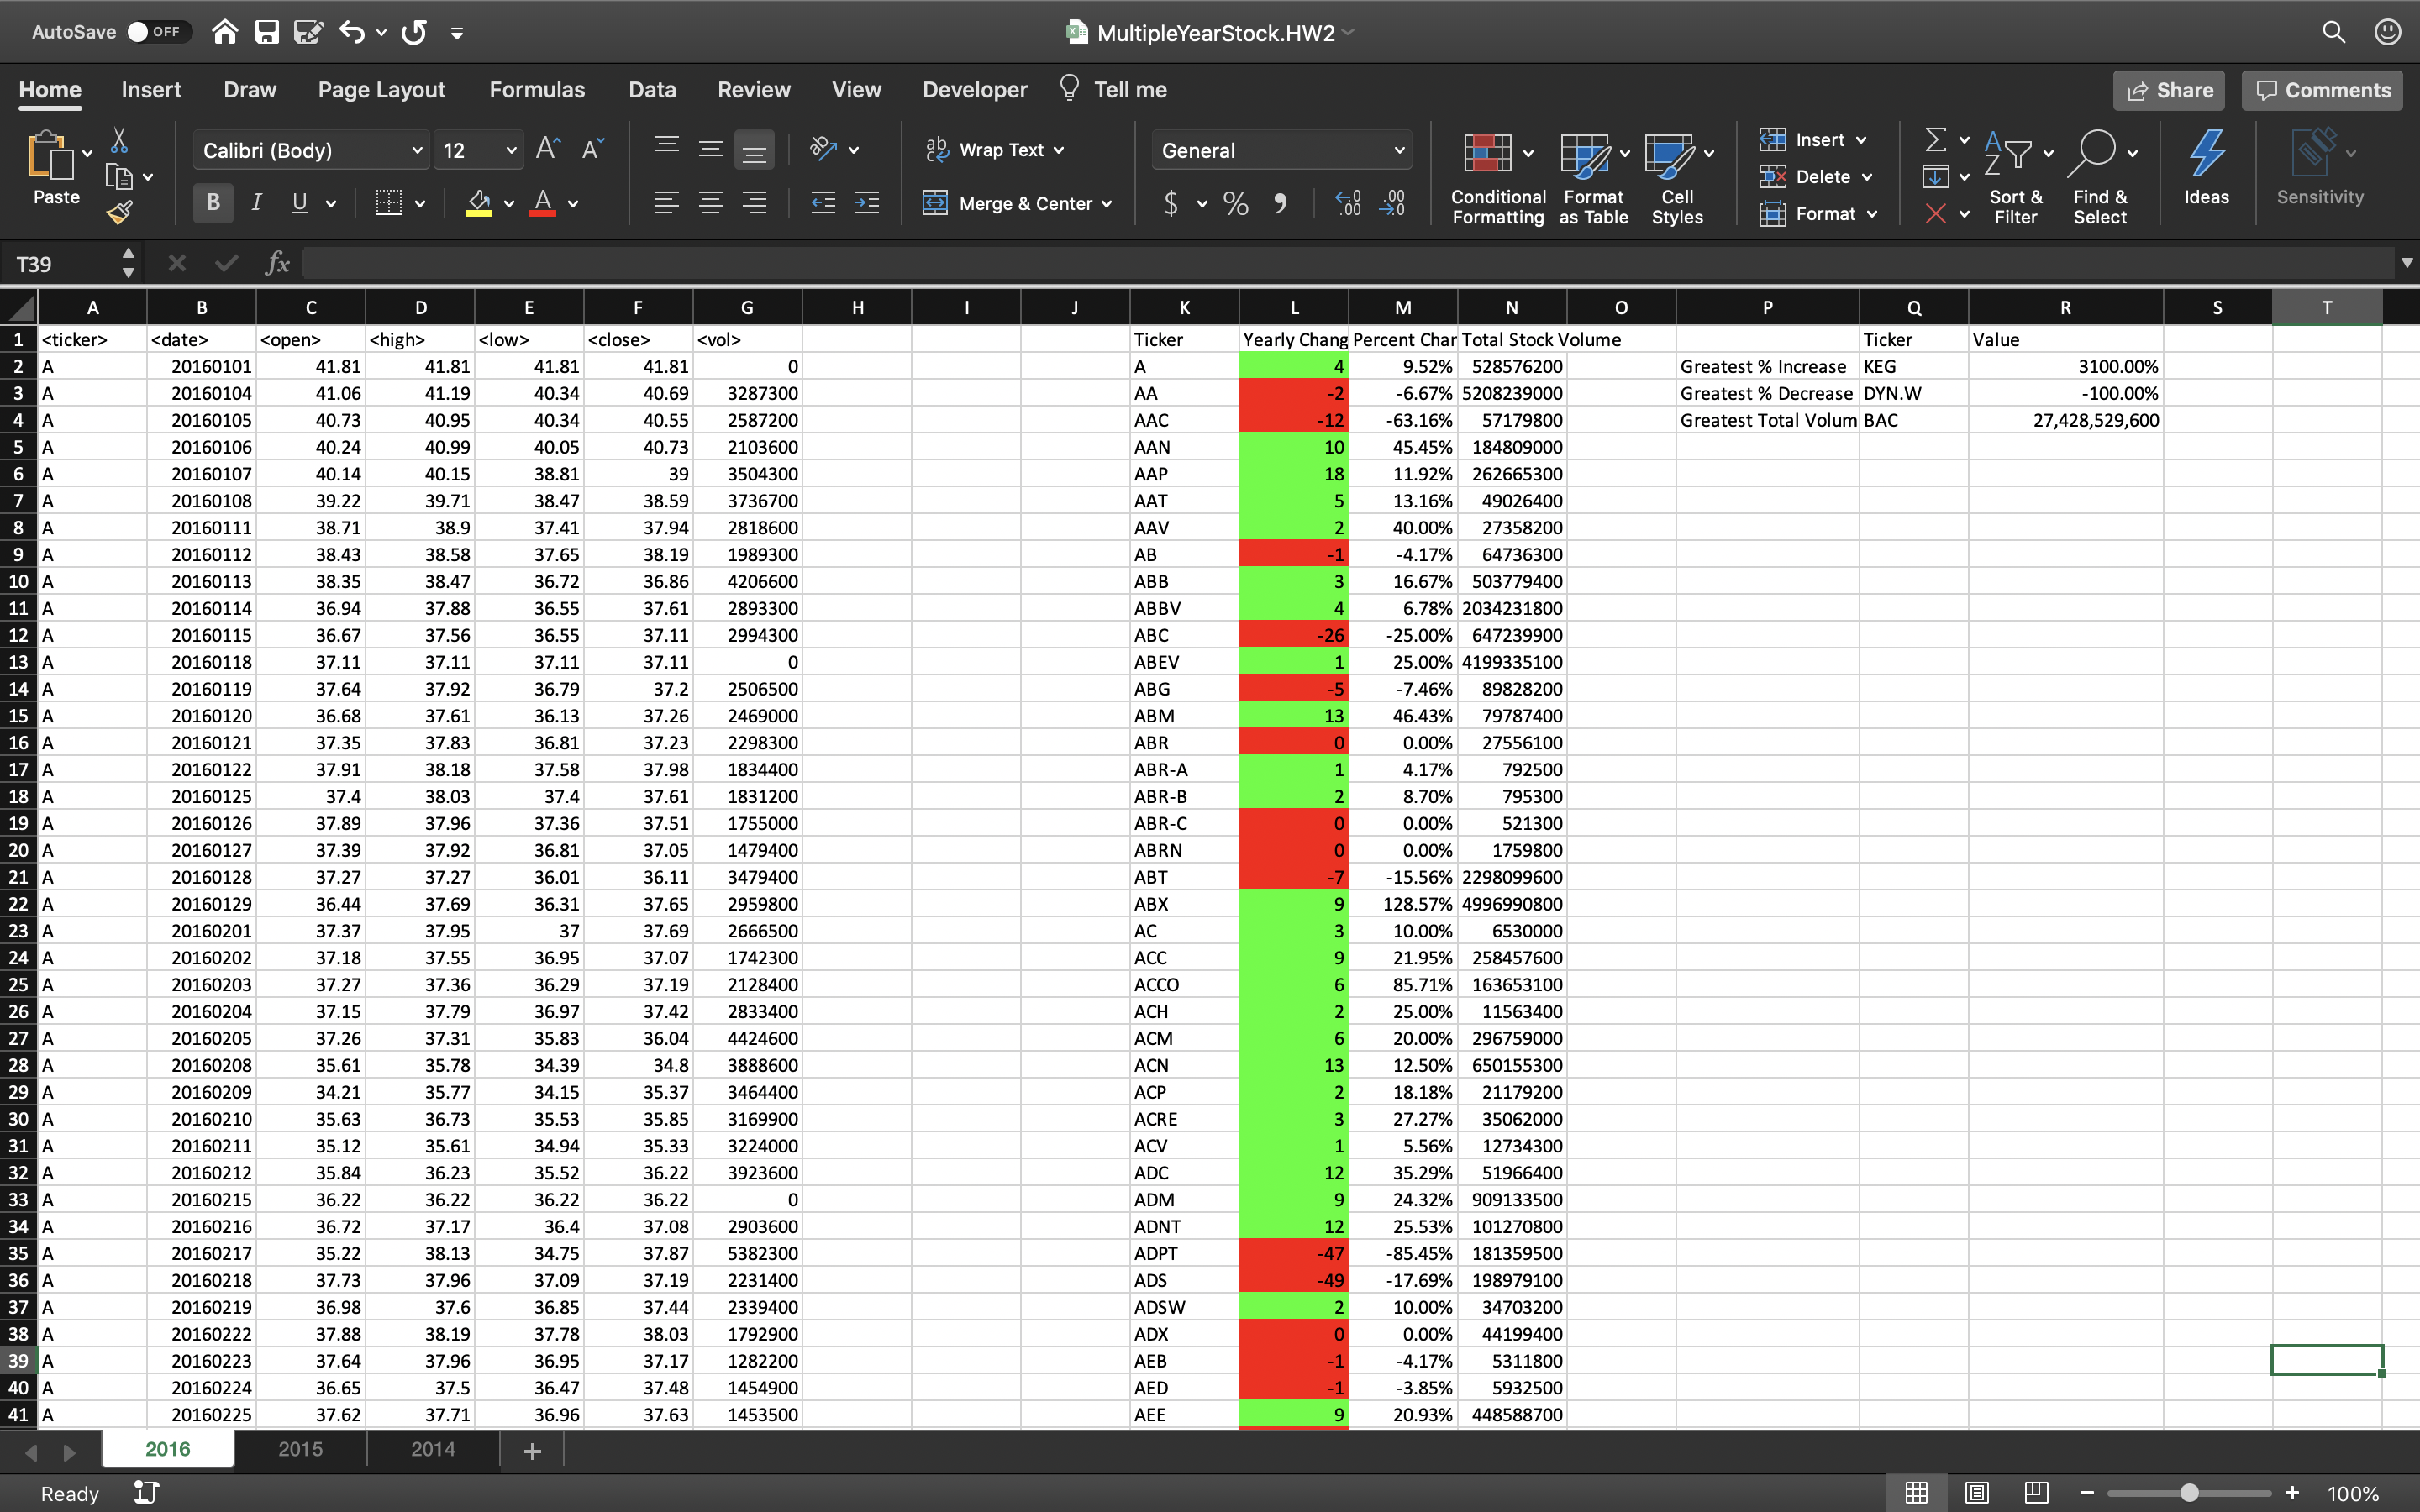 AutoSave OFF MultipleYearStock.HW2
Home Insert Draw Page Layout Formulas Data Review View Developer Tell me Share Comments
Paste Calibri (Body) 12 A A Wrap Text General Conditional Formatting Format as Table Cell Styles Insert Sort & Filter Find & Select Ideas Sensitivity
Delete
B I U A Merge & Center $ % Format
T39 fx
A B C D E F G H I J K L M N O P Q R S T
1 <ticker> <date> <open> <high> <low> <close> <vol> Ticker Yearly Chang Percent Char Total Stock Volume Ticker Value
2 A 20160101 41.81 41.81 41.81 41.81 0 A 4 9.52% 528576200 Greatest % Increase KEG 3100.00%
3 A 20160104 41.06 41.19 40.34 40.69 3287300 AA -2 -6.67% 5208239000 Greatest % Decrease DYN.W -100.00%
4 A 20160105 40.73 40.95 40.34 40.55 2587200 AAC -12 -63.16% 57179800 Greatest Total Volum BAC 27,428,529,600
5 A 20160106 40.24 40.99 40.05 40.73 2103600 AAN 10 45.45% 184809000
6 A 20160107 40.14 40.15 38.81 39 3504300 AAP 18 11.92% 262665300
7 A 20160108 39.22 39.71 38.47 38.59 3736700 AAT 5 13.16% 49026400
8 A 20160111 38.71 38.9 37.41 37.94 2818600 AAV 2 40.00% 27358200
9 A 20160112 38.43 38.58 37.65 38.19 1989300 AB -1 -4.17% 64736300
10 A 20160113 38.35 38.47 36.72 36.86 4206600 ABB 3 16.67% 503779400
11 A 20160114 36.94 37.88 36.55 37.61 2893300 ABBV 4 6.78% 2034231800
12 A 20160115 36.67 37.56 36.55 37.11 2994300 ABC -26 -25.00% 647239900
13 A 20160118 37.11 37.11 37.11 37.11 0 ABEV 1 25.00% 4199335100
14 A 20160119 37.64 37.92 36.79 37.2 2506500 ABG -5 -7.46% 89828200
15 A 20160120 36.68 37.61 36.13 37.26 2469000 ABM 13 46.43% 79787400
16 A 20160121 37.35 37.83 36.81 37.23 2298300 ABR 0 0.00% 27556100
17 A 20160122 37.91 38.18 37.58 37.98 1834400 ABR-A 1 4.17% 792500
18 A 20160125 37.4 38.03 37.4 37.61 1831200 ABR-B 2 8.70% 795300
19 A 20160126 37.89 37.96 37.36 37.51 1755000 ABR-C 0 0.00% 521300
20 A 20160127 37.39 37.92 36.81 37.05 1479400 ABRN 0 0.00% 1759800
21 A 20160128 37.27 37.27 36.01 36.11 3479400 ABT -7 -15.56% 2298099600
22 A 20160129 36.44 37.69 36.31 37.65 2959800 ABX 9 128.57% 4996990800
23 A 20160201 37.37 37.95 37 37.69 2666500 AC 3 10.00% 6530000
24 A 20160202 37.18 37.55 36.95 37.07 1742300 ACC 9 21.95% 258457600
25 A 20160203 37.27 37.36 36.29 37.19 2128400 ACCO 6 85.71% 163653100
26 A 20160204 37.15 37.79 36.97 37.42 2833400 ACH 2 25.00% 11563400
27 A 20160205 37.26 37.31 35.83 36.04 4424600 ACM 6 20.00% 296759000
28 A 20160208 35.61 35.78 34.39 34.8 3888600 ACN 13 12.50% 650155300
29 A 20160209 34.21 35.77 34.15 35.37 3464400 ACP 2 18.18% 21179200
30 A 20160210 35.63 36.73 35.53 35.85 3169900 ACRE 3 27.27% 35062000
31 A 20160211 35.12 35.61 34.94 35.33 3224000 ACV 1 5.56% 12734300
32 A 20160212 35.84 36.23 35.52 36.22 3923600 ADC 12 35.29% 51966400
33 A 20160215 36.22 36.22 36.22 36.22 0 ADM 9 24.32% 909133500
34 A 20160216 36.72 37.17 36.4 37.08 2903600 ADNT 12 25.53% 101270800
35 A 20160217 35.22 38.13 34.75 37.87 5382300 ADPT -47 -85.45% 181359500
36 A 20160218 37.73 37.96 37.09 37.19 2231400 ADS -49 -17.69% 198979100
37 A 20160219 36.98 37.6 36.85 37.44 2339400 ADSW 2 10.00% 34703200
38 A 20160222 37.88 38.19 37.78 38.03 1792900 ADX 0 0.00% 44199400
39 A 20160223 37.64 37.96 36.95 37.17 1282200 AEB -1 -4.17% 5311800
40 A 20160224 36.65 37.5 36.47 37.48 1454900 AED -1 -3.85% 5932500
41 A 20160225 37.62 37.71 36.96 37.63 1453500 AEE 9 20.93% 448588700
2016 2015 2014 +
Ready 100%